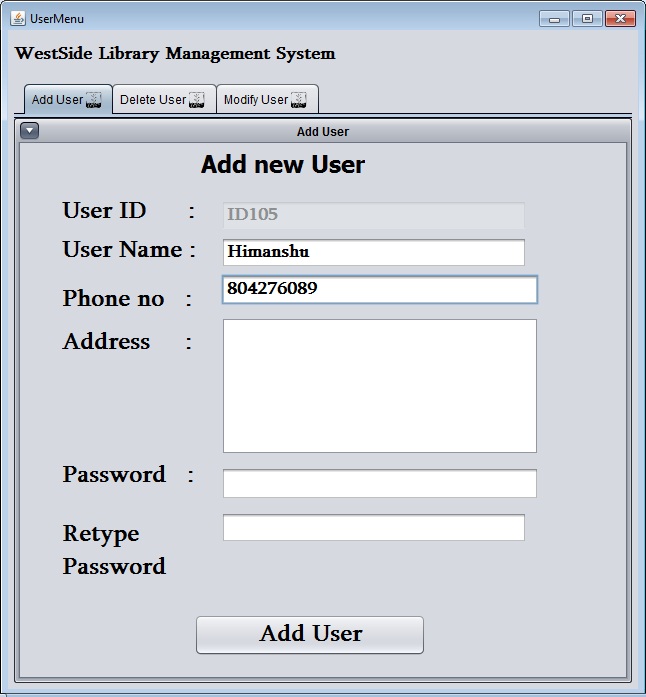 UserMenu
WestSide Library Management System
Add User Delete User Modify User
Add User
Add new User
User ID : ID105
User Name : Himanshu
Phone no : 804276089
Address :
Password :
Retype
Password
Add User